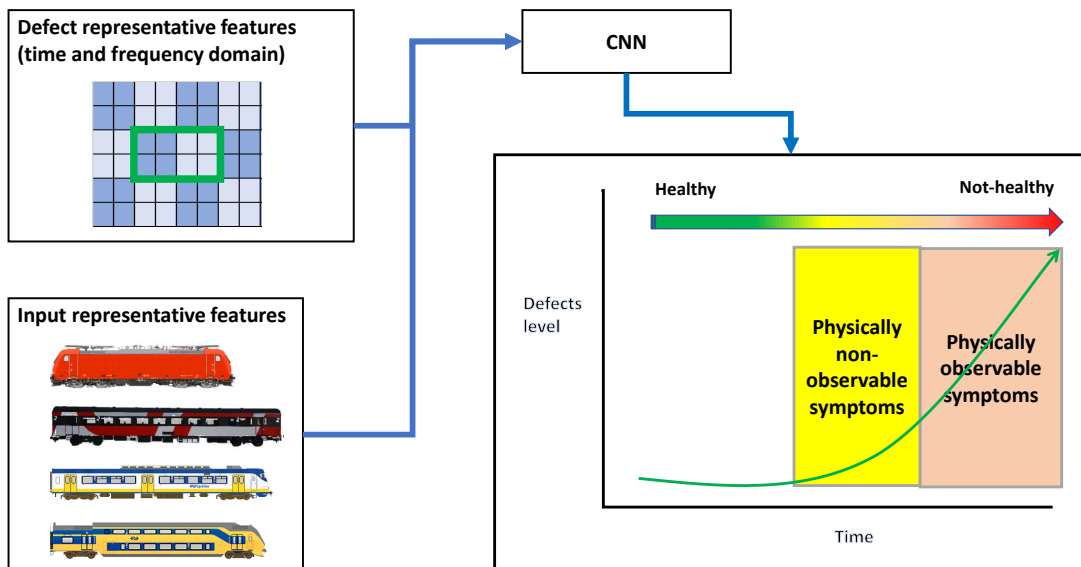 Defect representative features
(time and frequency domain)
CNN
Input representative features
Healthy
Not-healthy
Defects
level
Physically
non-
observable
symptoms
Physically
observable
symptoms
Time